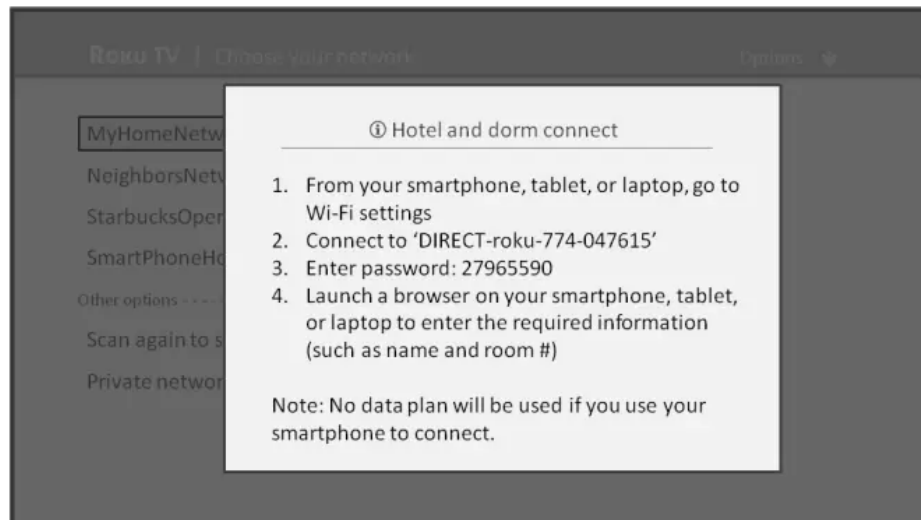 Roku TV | Choose your network
Options
ⓘ Hotel and dorm connect
MyHomeNetw
NeighborsNetw
StarbucksOper
SmartPhoneHo
Other options - - - -
Scan again to s
Private networ
1. From your smartphone, tablet, or laptop, go to
Wi-Fi settings
2. Connect to ‘DIRECT-roku-774-047615’
3. Enter password: 27965590
4. Launch a browser on your smartphone, tablet,
or laptop to enter the required information
(such as name and room #)
Note: No data plan will be used if you use your
smartphone to connect.